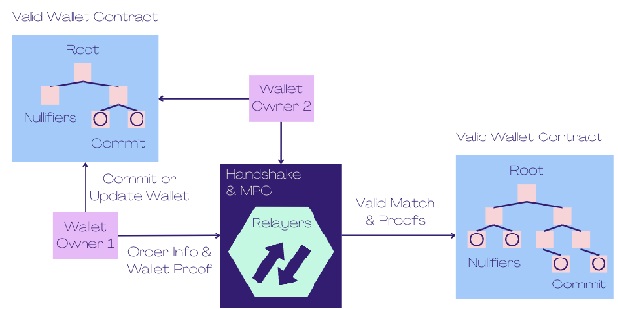 Valid Wallet Contract
Root
Nullifiers
Commit
Wallet
Owner 2
Commit or
Update Wallet
Wallet
Owner 1
Order Info &
Wallet Proof
Handshake
& MPC
Relayers
Valid Match
& Proofs
Valid Wallet Contract
Root
Nullifiers
Commit